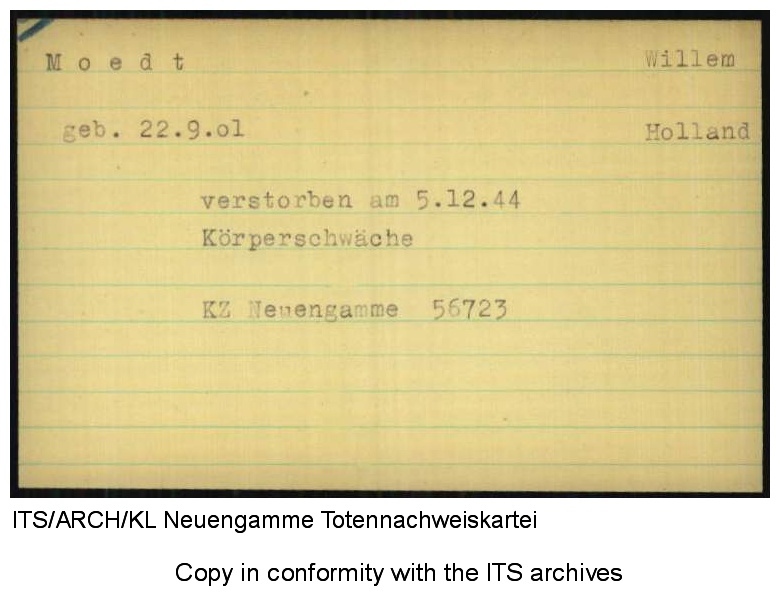 M o e d t Willem
geb. 22.9.ol Holland
verstorben am 5.12.44
Körperschwäche
KZ Neuengamme 56723
ITS/ARCH/KL Neuengamme Totennachweiskartei
Copy in conformity with the ITS archives